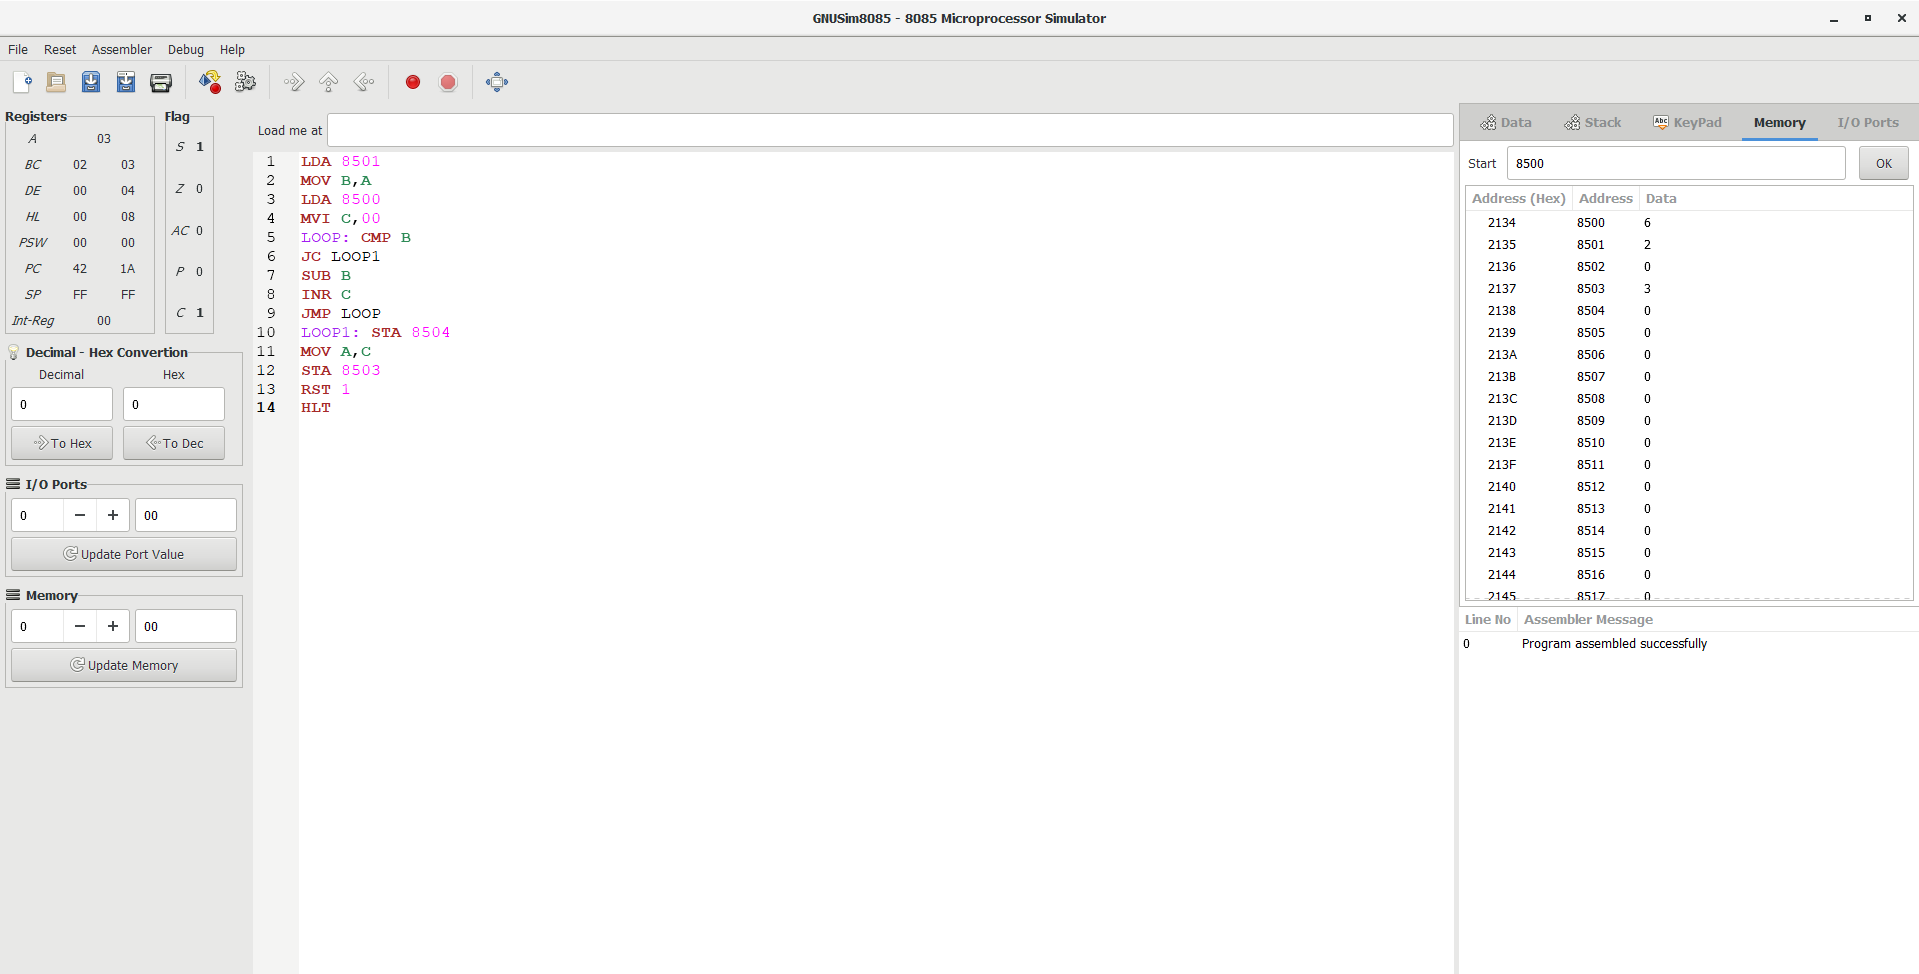 GNUSim8085 - 8085 Microprocessor Simulator
File Reset Assembler Debug Help
Registers
A 03
BC 02 03
DE 00 04
HL 00 08
PSW 00 00
PC 42 1A
SP FF FF
Int-Reg 00
Flag
S 1
Z 0
AC 0
P 0
C 1
Decimal - Hex Convertion
Decimal Hex
0 0
To Hex To Dec
I/O Ports
0 − + 00
Update Port Value
Memory
0 − + 00
Update Memory
Load me at
1 LDA 8501
2 MOV B,A
3 LDA 8500
4 MVI C,00
5 LOOP: CMP B
6 JC LOOP1
7 SUB B
8 INR C
9 JMP LOOP
10 LOOP1: STA 8504
11 MOV A,C
12 STA 8503
13 RST 1
14 HLT
Data Stack Abc KeyPad Memory I/O Ports
Start 8500 OK
Address (Hex) Address Data
2134 8500 6
2135 8501 2
2136 8502 0
2137 8503 3
2138 8504 0
2139 8505 0
213A 8506 0
213B 8507 0
213C 8508 0
213D 8509 0
213E 8510 0
213F 8511 0
2140 8512 0
2141 8513 0
2142 8514 0
2143 8515 0
2144 8516 0
2145 8517 0
Line No Assembler Message
0 Program assembled successfully